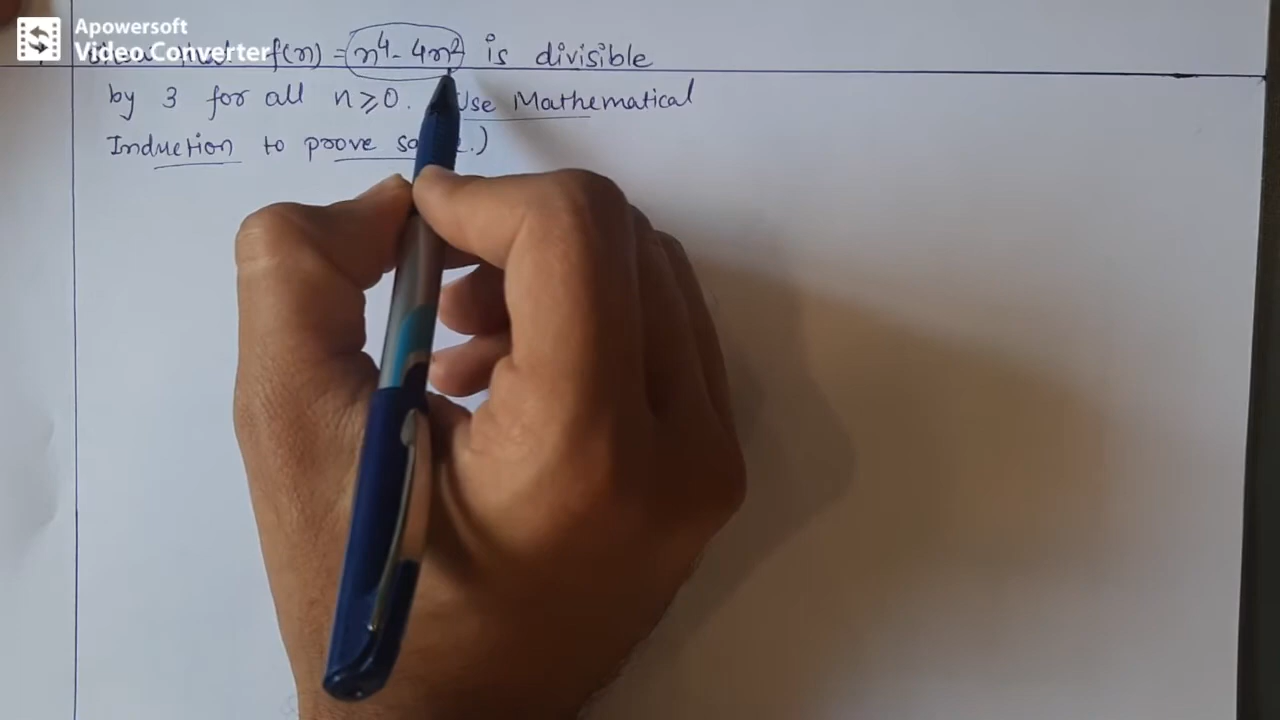 Apowersoft
Video Converter
f(n) = n⁴ - 4n² is divisible
by 3 for all n ≥ 0. Use Mathematical
Induction to prove .)